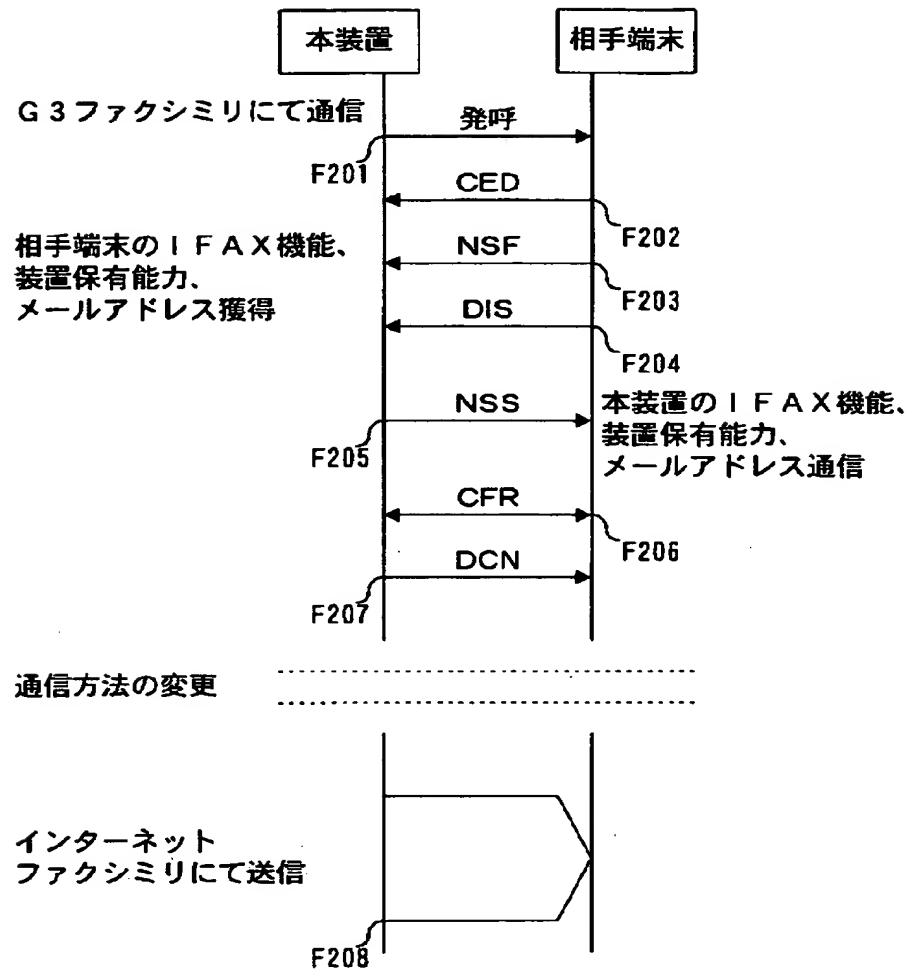 本装置
相手端末
G3ファクシミリにて通信
発呼
F201
CED
F202
相手端末のIFAX機能、
装置保有能力、
メールアドレス獲得
NSF
F203
DIS
F204
NSS
F205
本装置のIFAX機能、
装置保有能力、
メールアドレス通信
CFR
F206
DCN
F207
通信方法の変更
インターネット
ファクシミリにて送信
F208